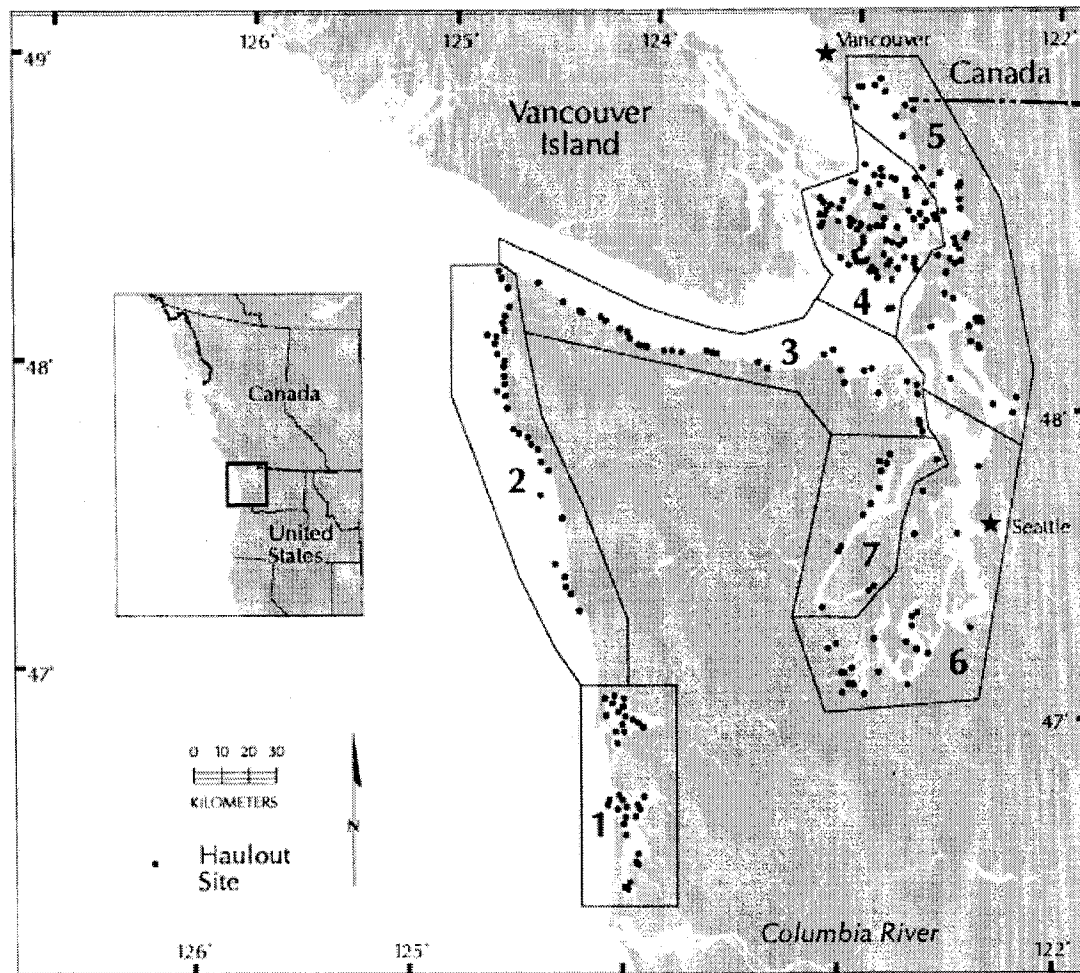 126°
125°
124°
122°
49°
Vancouver
Canada
Vancouver
Island
5
4
3
48°
48°
2
Canada
United
States
Seattle
7
6
47°
47°
0 10 20 30
KILOMETERS
N
1
Haulout
Site
Columbia River
126°
125°
122°